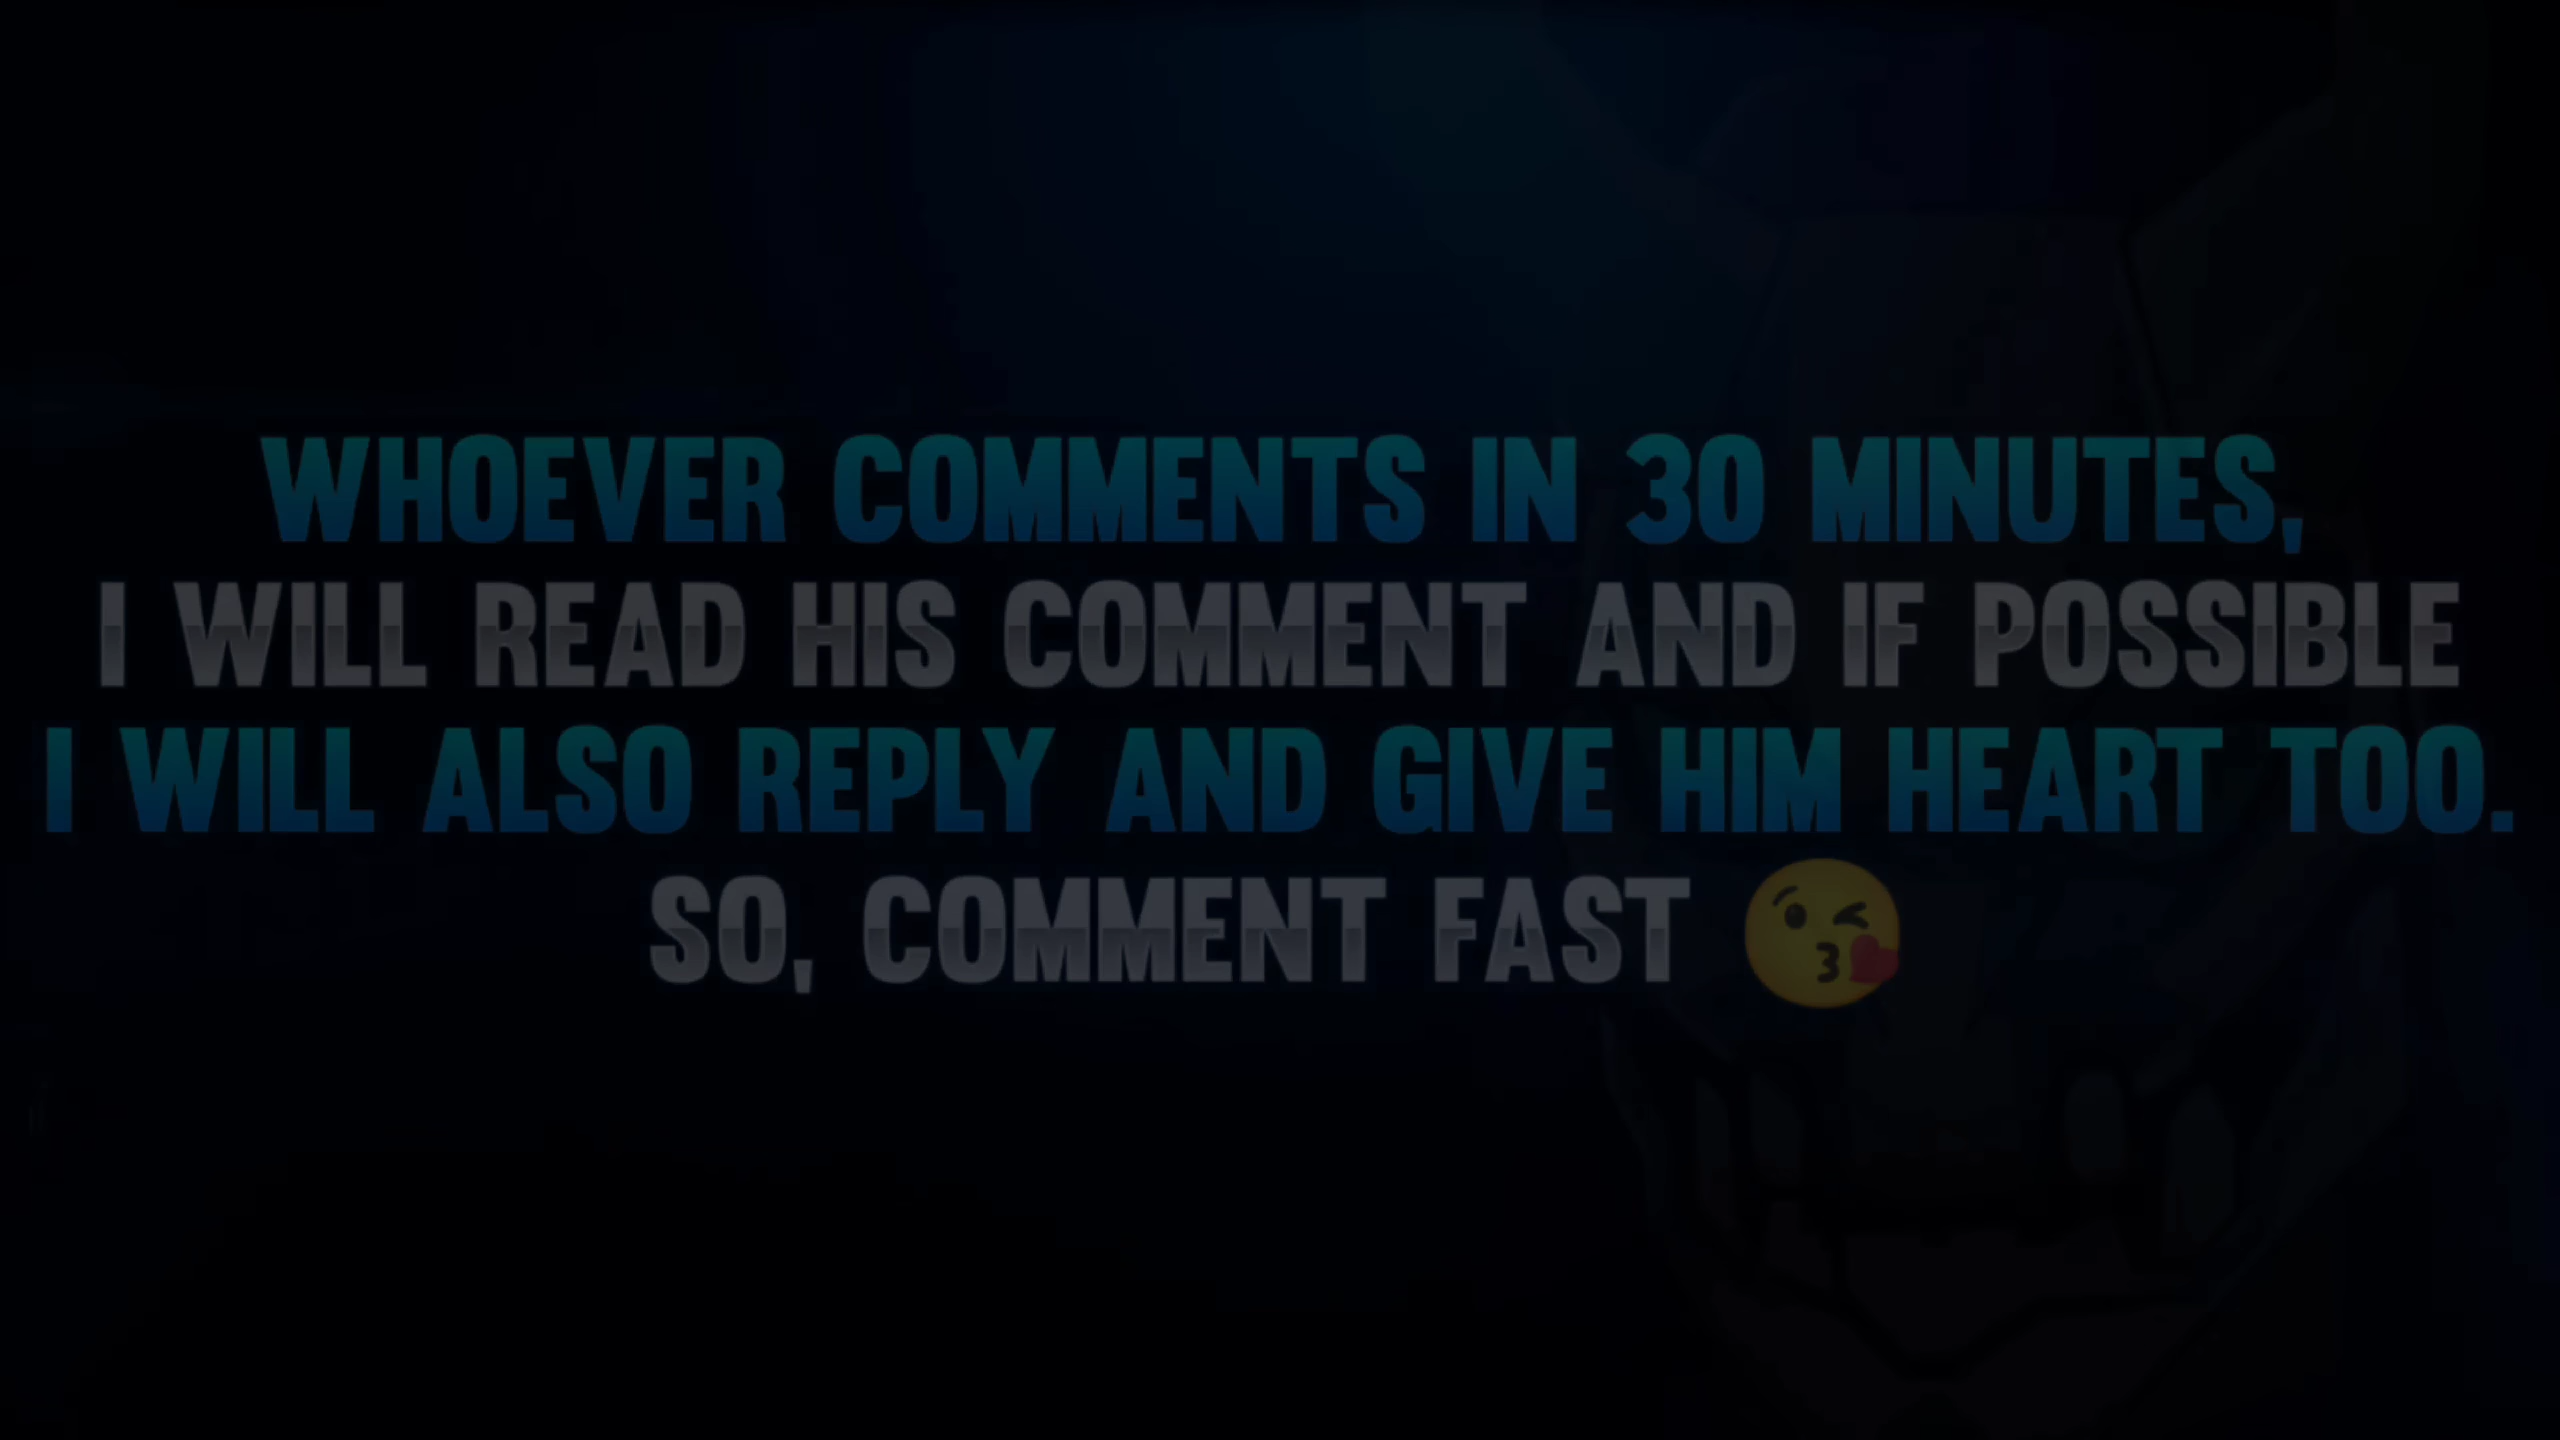 WHOEVER COMMENTS IN 30 MINUTES,
I WILL READ HIS COMMENT AND IF POSSIBLE
I WILL ALSO REPLY AND GIVE HIM HEART TOO.
SO, COMMENT FAST 😘